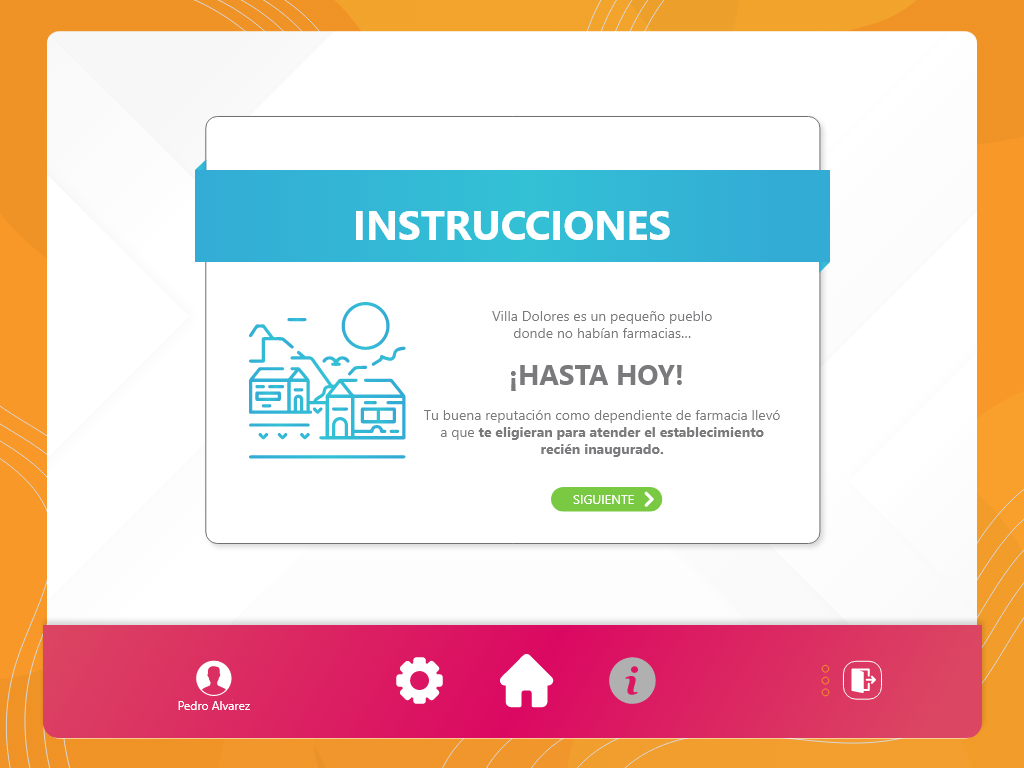 INSTRUCCIONES
Villa Dolores es un pequeño pueblo
donde no habían farmacias...
¡HASTA HOY!
Tu buena reputación como dependiente de farmacia llevó
a que te eligieran para atender el establecimiento
recién inaugurado.
SIGUIENTE
i
Pedro Alvarez